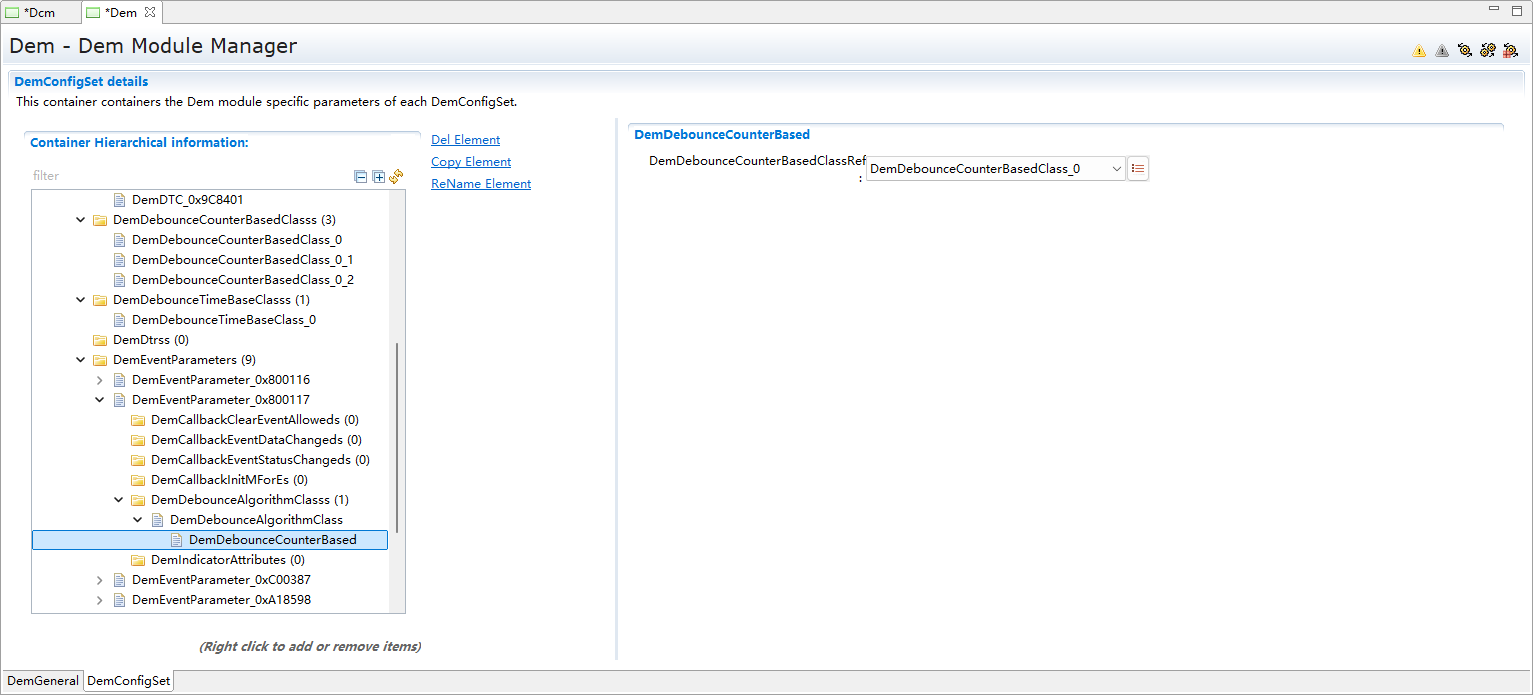 *Dcm
*Dem
Dem - Dem Module Manager
DemConfigSet details
This container containers the Dem module specific parameters of each DemConfigSet.
Container Hierarchical information:
filter
DemDTC_0x9C8401
DemDebounceCounterBasedClasss (3)
DemDebounceCounterBasedClass_0
DemDebounceCounterBasedClass_0_1
DemDebounceCounterBasedClass_0_2
DemDebounceTimeBaseClasss (1)
DemDebounceTimeBaseClass_0
DemDtrss (0)
DemEventParameters (9)
DemEventParameter_0x800116
DemEventParameter_0x800117
DemCallbackClearEventAlloweds (0)
DemCallbackEventDataChangeds (0)
DemCallbackEventStatusChangeds (0)
DemCallbackInitMForEs (0)
DemDebounceAlgorithmClasss (1)
DemDebounceAlgorithmClass
DemDebounceCounterBased
DemIndicatorAttributes (0)
DemEventParameter_0xC00387
DemEventParameter_0xA18598
(Right click to add or remove items)
Del Element
Copy Element
ReName Element
DemDebounceCounterBased
DemDebounceCounterBasedClassRef
:
DemDebounceCounterBasedClass_0
DemGeneral
DemConfigSet